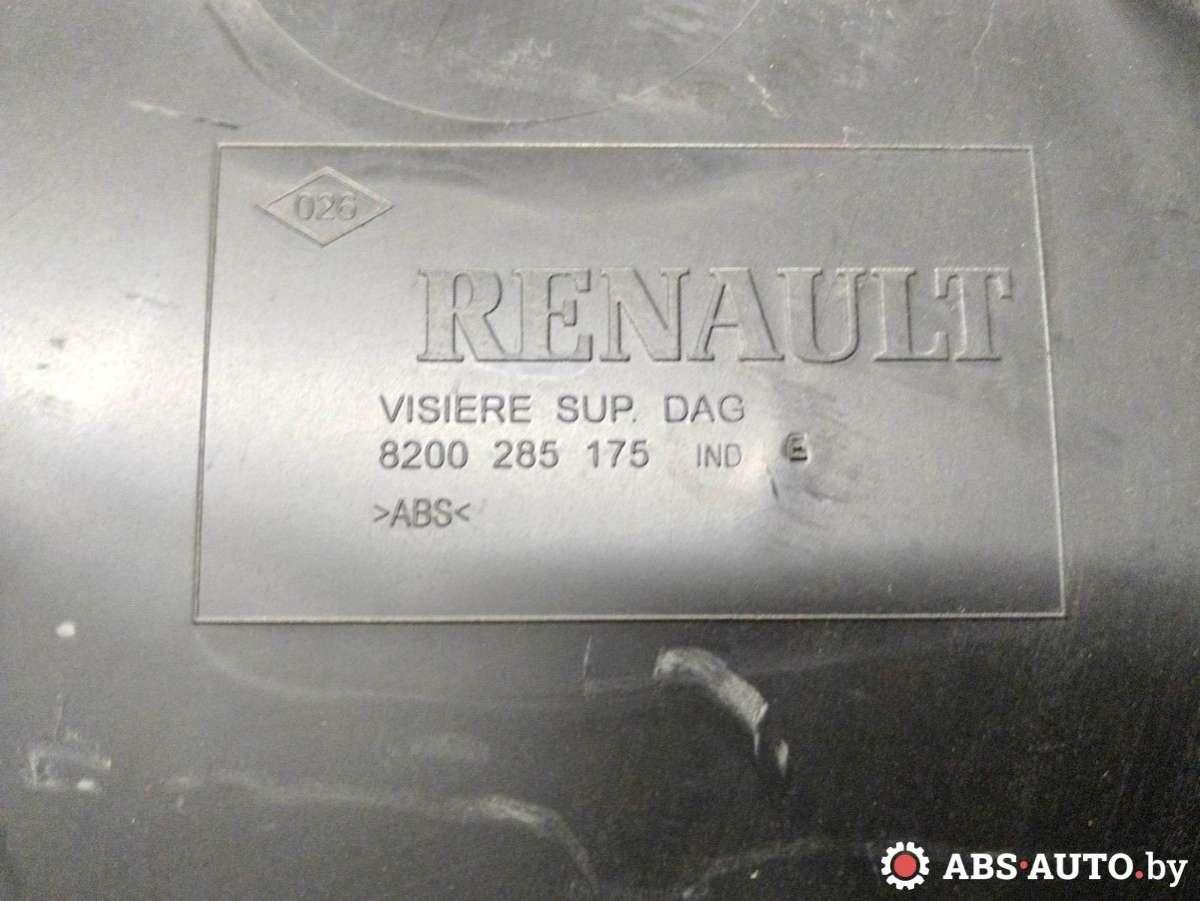 026
RENAULT
VISIERE SUP. DAG
8200 285 175 IND E
>ABS<
ABS·AUTO.by